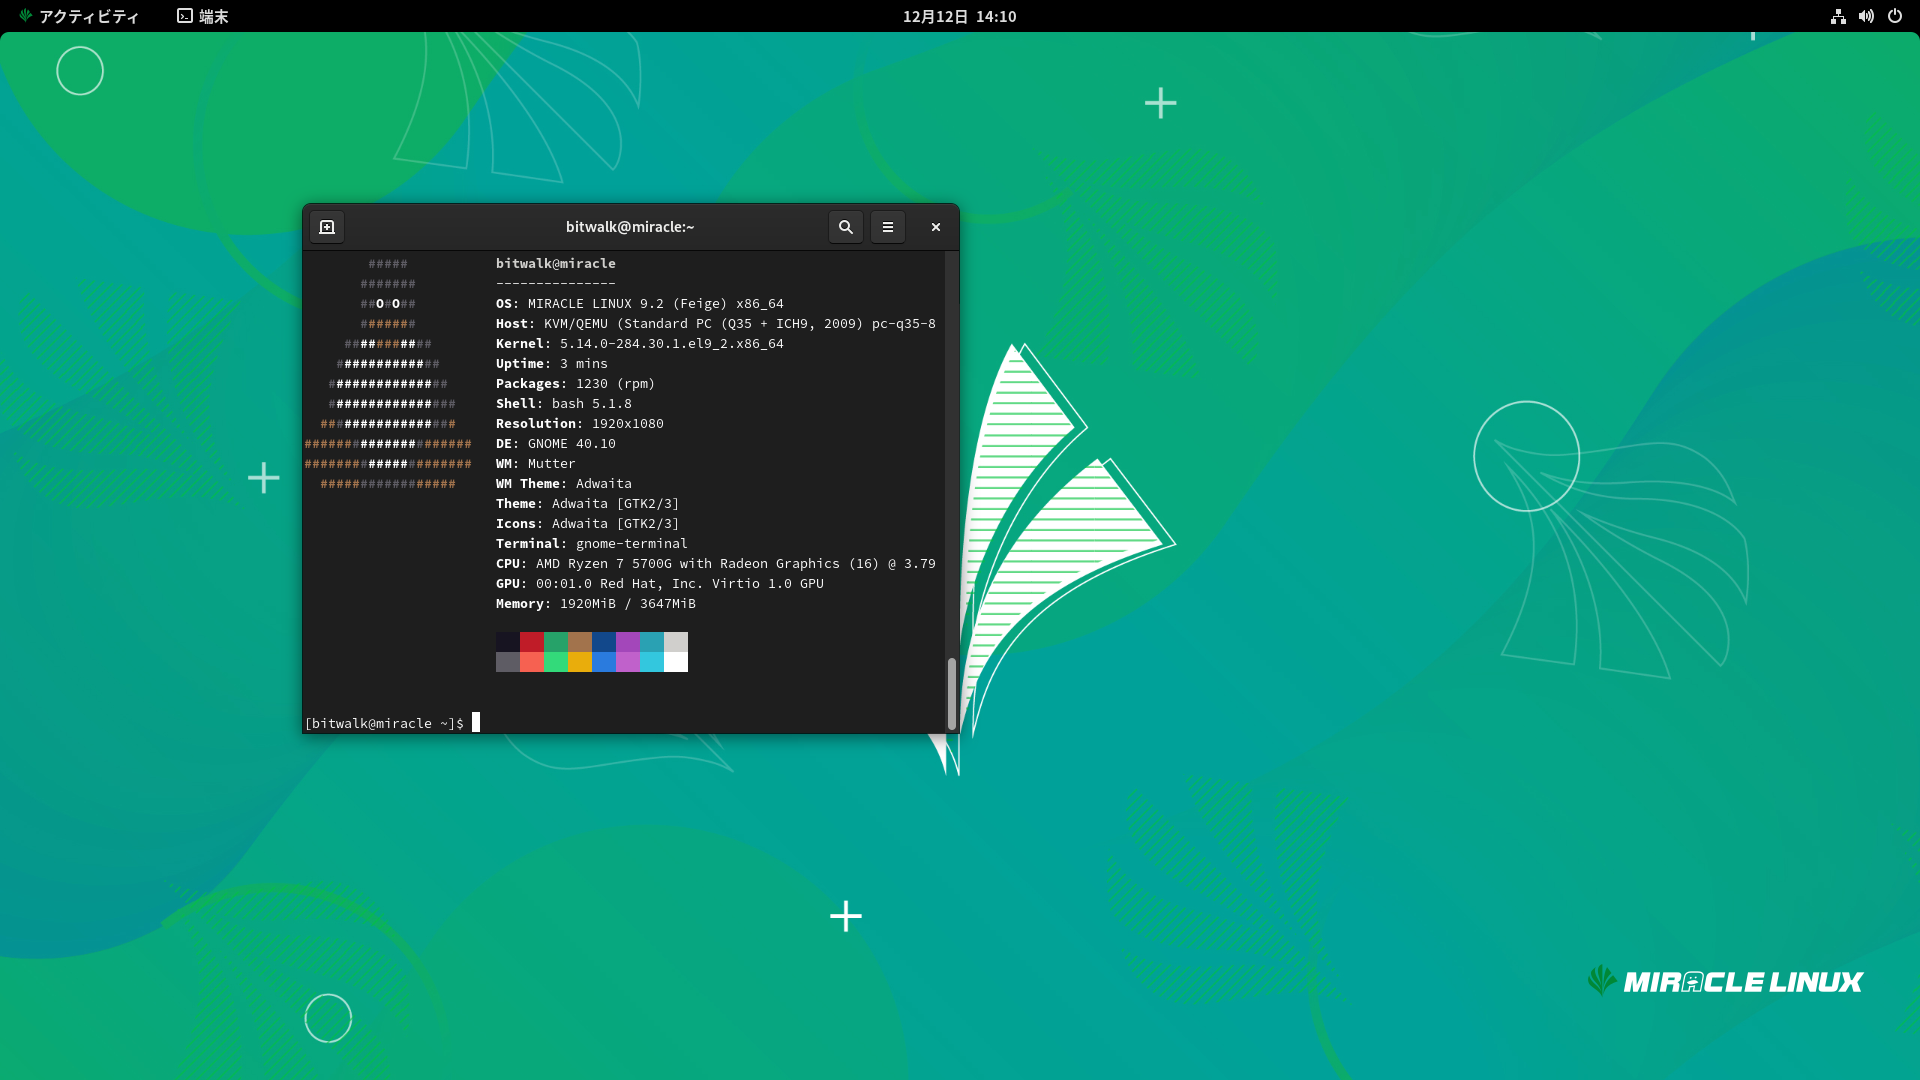 アクティビティ
端末
12月12日 14:10
bitwalk@miracle:~
##### bitwalk@miracle
####### ---------------
##O#O## OS: MIRACLE LINUX 9.2 (Feige) x86_64
####### Host: KVM/QEMU (Standard PC (Q35 + ICH9, 2009) pc-q35-8
########### Kernel: 5.14.0-284.30.1.el9_2.x86_64
############# Uptime: 3 mins
############### Packages: 1230 (rpm)
################ Shell: bash 5.1.8
################# Resolution: 1920x1080
##################### DE: GNOME 40.10
##################### WM: Mutter
################# WM Theme: Adwaita
Theme: Adwaita [GTK2/3]
Icons: Adwaita [GTK2/3]
Terminal: gnome-terminal
CPU: AMD Ryzen 7 5700G with Radeon Graphics (16) @ 3.79
GPU: 00:01.0 Red Hat, Inc. Virtio 1.0 GPU
Memory: 1920MiB / 3647MiB
[bitwalk@miracle ~]$
MIRACLE LINUX